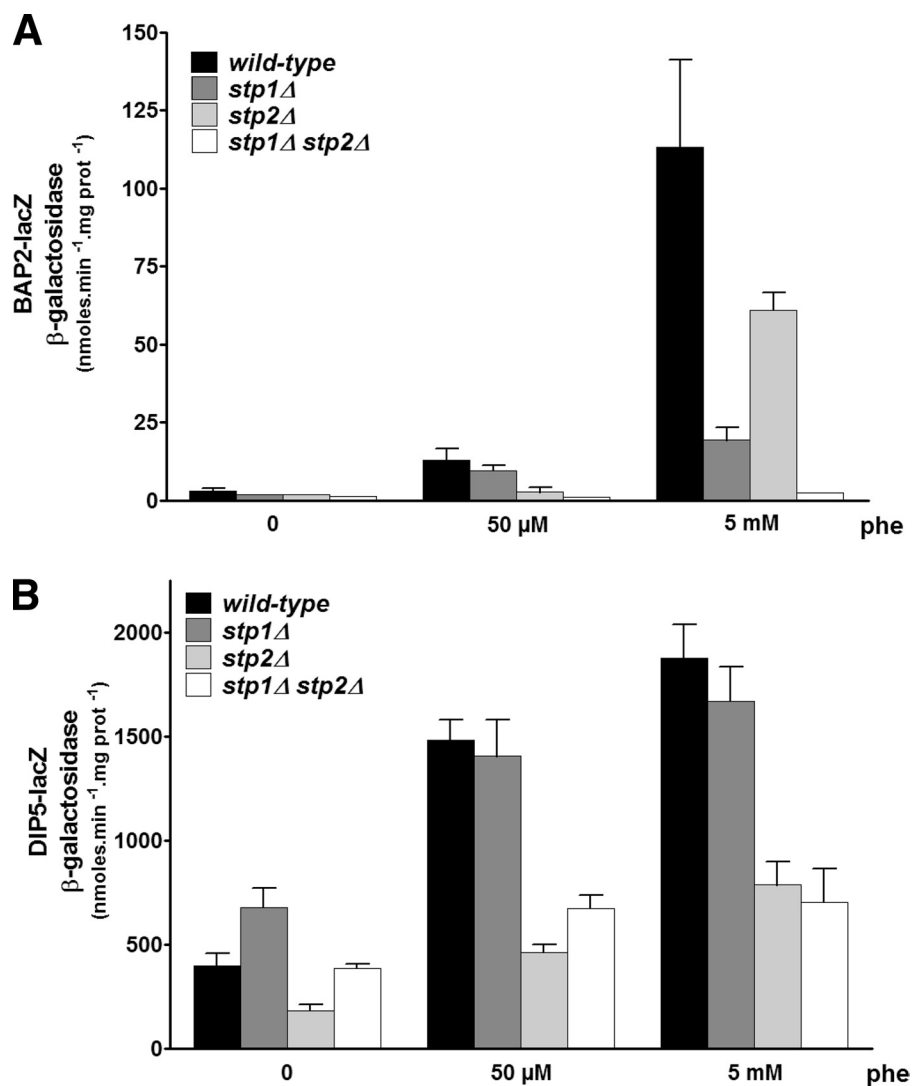 A
150
125
100
75
50
25
0
BAP2-lacZ
β-galactosidase
(nmoles.min ⁻¹.mg prot ⁻¹)
wild-type
stp1Δ
stp2Δ
stp1Δ stp2Δ
0 50 µM 5 mM phe
B
2000
1500
1000
500
0
DIP5-lacZ
β-galactosidase
(nmoles.min ⁻¹.mg prot ⁻¹)
wild-type
stp1Δ
stp2Δ
stp1Δ stp2Δ
0 50 µM 5 mM phe